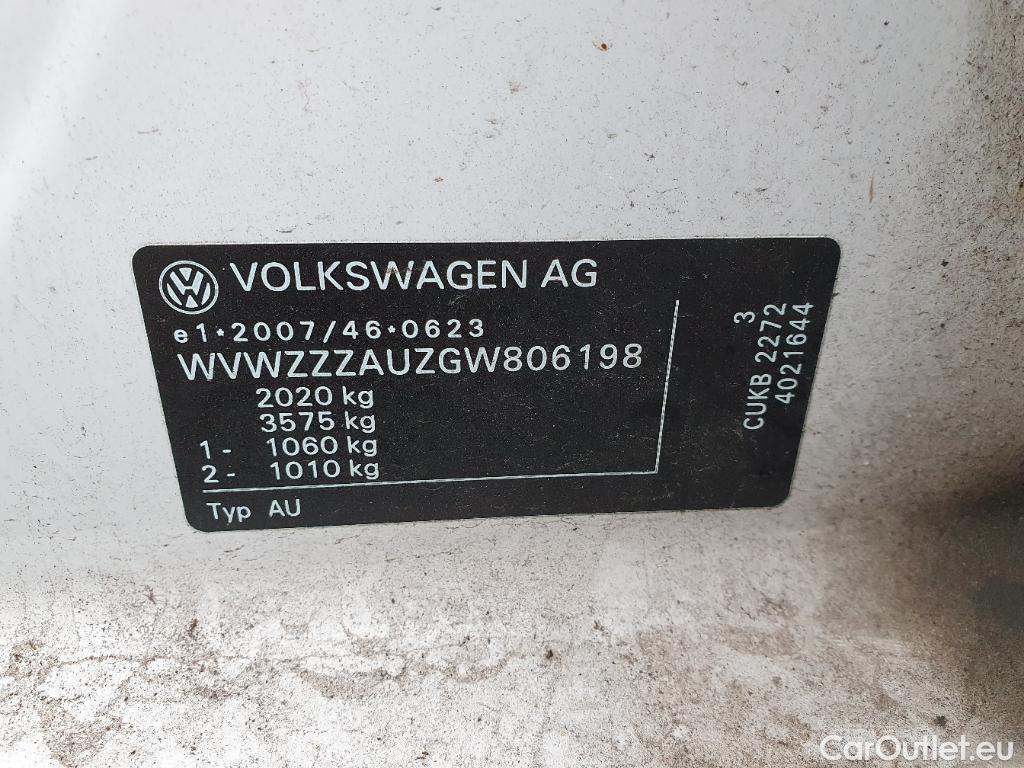 VOLKSWAGEN AG
e1*2007/46*0623
WVWZZZAUZGW806198
2020 kg
3575 kg
1- 1060 kg
2- 1010 kg
Typ AU
3
CUKB 2272
4021644
CarOutlet.eu